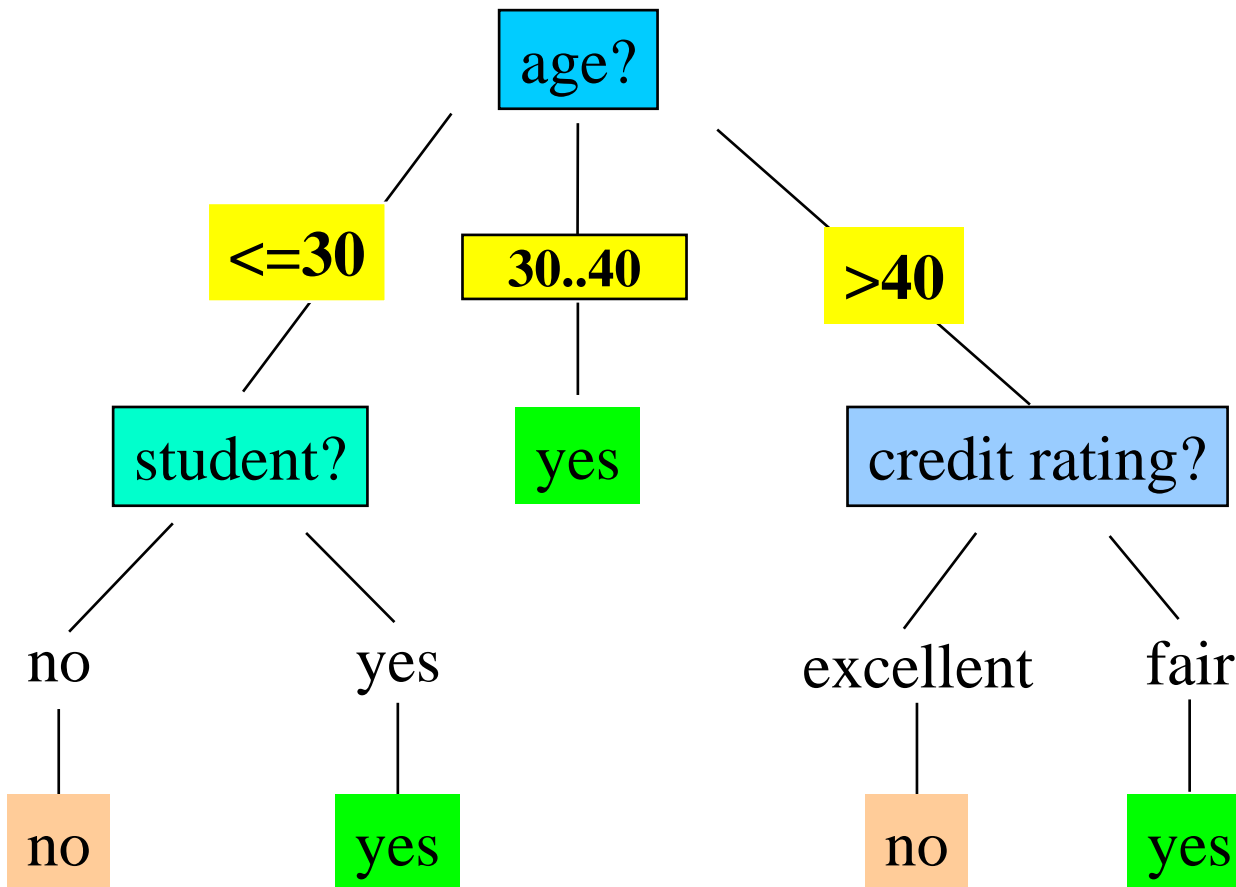 age?
<=30
30..40
>40
student?
yes
credit rating?
no
yes
excellent
fair
no
yes
no
yes